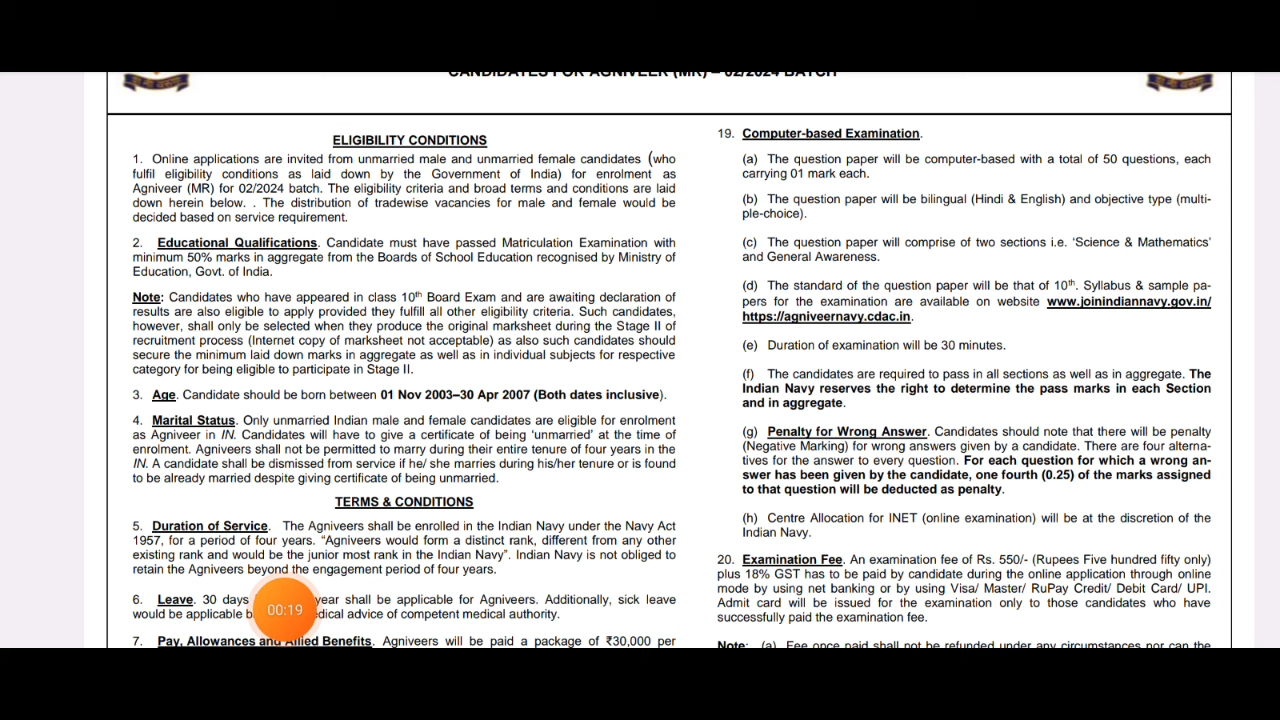 CANDIDATES FOR AGNIVEER (MR) – 02/2024 BATCH
ELIGIBILITY CONDITIONS
1. Online applications are invited from unmarried male and unmarried female candidates (who
fulfil eligibility conditions as laid down by the Government of India) for enrolment as
Agniveer (MR) for 02/2024 batch. The eligibility criteria and broad terms and conditions are laid
down herein below. . The distribution of tradewise vacancies for male and female would be
decided based on service requirement.
2. Educational Qualifications. Candidate must have passed Matriculation Examination with
minimum 50% marks in aggregate from the Boards of School Education recognised by Ministry of
Education, Govt. of India.
Note: Candidates who have appeared in class 10th Board Exam and are awaiting declaration of
results are also eligible to apply provided they fulfill all other eligibility criteria. Such candidates,
however, shall only be selected when they produce the original marksheet during the Stage II of
recruitment process (Internet copy of marksheet not acceptable) as also such candidates should
secure the minimum laid down marks in aggregate as well as in individual subjects for respective
category for being eligible to participate in Stage II.
3. Age. Candidate should be born between 01 Nov 2003–30 Apr 2007 (Both dates inclusive).
4. Marital Status. Only unmarried Indian male and female candidates are eligible for enrolment
as Agniveer in IN. Candidates will have to give a certificate of being 'unmarried' at the time of
enrolment. Agniveers shall not be permitted to marry during their entire tenure of four years in the
IN. A candidate shall be dismissed from service if he/ she marries during his/her tenure or is found
to be already married despite giving certificate of being unmarried.
TERMS & CONDITIONS
5. Duration of Service. The Agniveers shall be enrolled in the Indian Navy under the Navy Act
1957, for a period of four years. "Agniveers would form a distinct rank, different from any other
existing rank and would be the junior most rank in the Indian Navy". Indian Navy is not obliged to
retain the Agniveers beyond the engagement period of four years.
6. Leave. 30 days year shall be applicable for Agniveers. Additionally, sick leave
would be applicable advice of competent medical authority.
00:19
7. Pay, Allowances and Allied Benefits. Agniveers will be paid a package of ₹30,000 per
19. Computer-based Examination.
(a) The question paper will be computer-based with a total of 50 questions, each
carrying 01 mark each.
(b) The question paper will be bilingual (Hindi & English) and objective type (multi-
ple-choice).
(c) The question paper will comprise of two sections i.e. 'Science & Mathematics'
and General Awareness.
(d) The standard of the question paper will be that of 10th. Syllabus & sample pa-
pers for the examination are available on website www.joinindiannavy.gov.in/
https://agniveernavy.cdac.in.
(e) Duration of examination will be 30 minutes.
(f) The candidates are required to pass in all sections as well as in aggregate. The
Indian Navy reserves the right to determine the pass marks in each Section
and in aggregate.
(g) Penalty for Wrong Answer. Candidates should note that there will be penalty
(Negative Marking) for wrong answers given by a candidate. There are four alterna-
tives for the answer to every question. For each question for which a wrong an-
swer has been given by the candidate, one fourth (0.25) of the marks assigned
to that question will be deducted as penalty.
(h) Centre Allocation for INET (online examination) will be at the discretion of the
Indian Navy.
20. Examination Fee. An examination fee of Rs. 550/- (Rupees Five hundred fifty only)
plus 18% GST has to be paid by candidate during the online application through online
mode by using net banking or by using Visa/ Master/ RuPay Credit/ Debit Card/ UPI.
Admit card will be issued for the examination only to those candidates who have
successfully paid the examination fee.
Note: (a) Fee once paid shall not be refunded under any circumstances nor can the